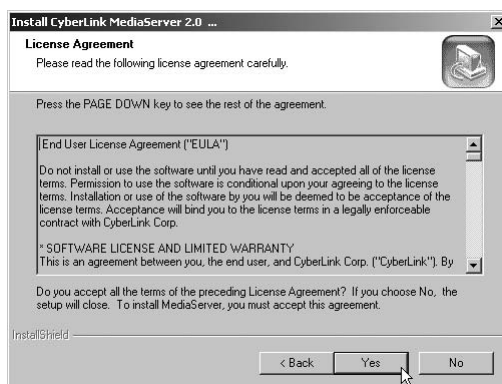 Install CyberLink MediaServer 2.0 ...
License Agreement
Please read the following license agreement carefully.
Press the PAGE DOWN key to see the rest of the agreement.
End User License Agreement ("EULA")
Do not install or use the software until you have read and accepted all of the license
terms. Permission to use the software is conditional upon your agreeing to the license
terms. Installation or use of the software by you will be deemed to be acceptance of the
license terms. Acceptance will bind you to the license terms in a legally enforceable
contract with CyberLink Corp.
* SOFTWARE LICENSE AND LIMITED WARRANTY
This is an agreement between you, the end user, and CyberLink Corp. ("CyberLink"). By
Do you accept all the terms of the preceding License Agreement? If you choose No, the
setup will close. To install MediaServer, you must accept this agreement.
InstallShield
< Back
Yes
No